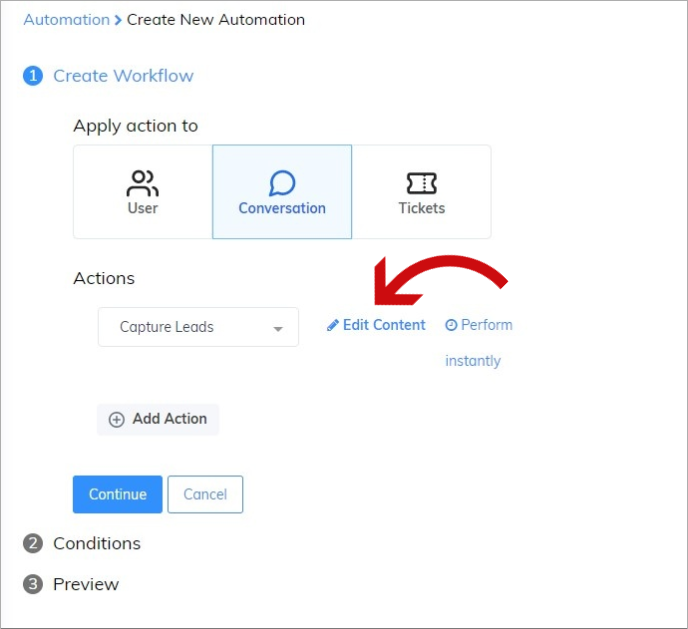 Automation > Create New Automation
1 Create Workflow
Apply action to
User
Conversation
Tickets
Actions
Capture Leads
Edit Content
Perform
instantly
Add Action
Continue
Cancel
2 Conditions
3 Preview